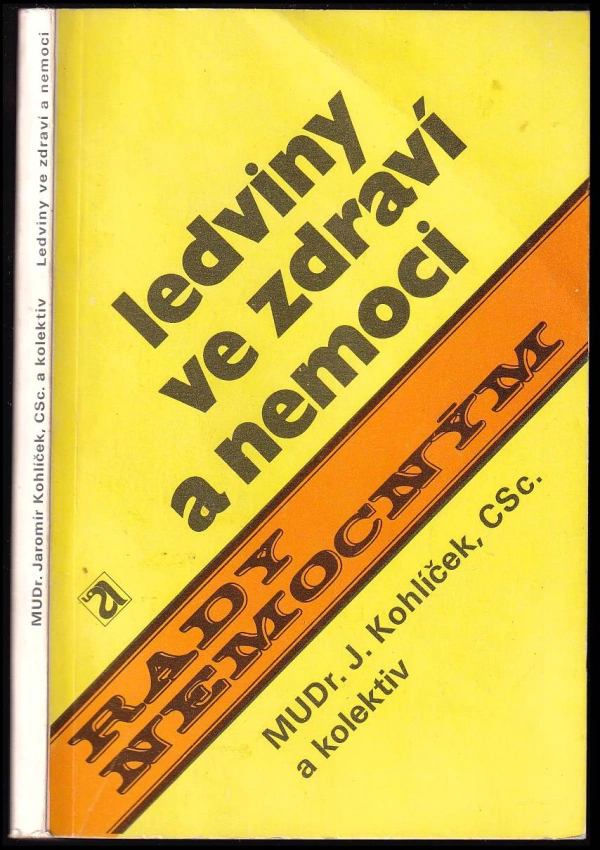 MUDr. Jaromír Kohlíček, CSc. a kolektiv Ledviny ve zdraví a nemoci
ledviny
ve zdraví
a nemoci
RADY
NEMOCNÝM
MUDr. J. Kohlíček, CSc.
a kolektiv